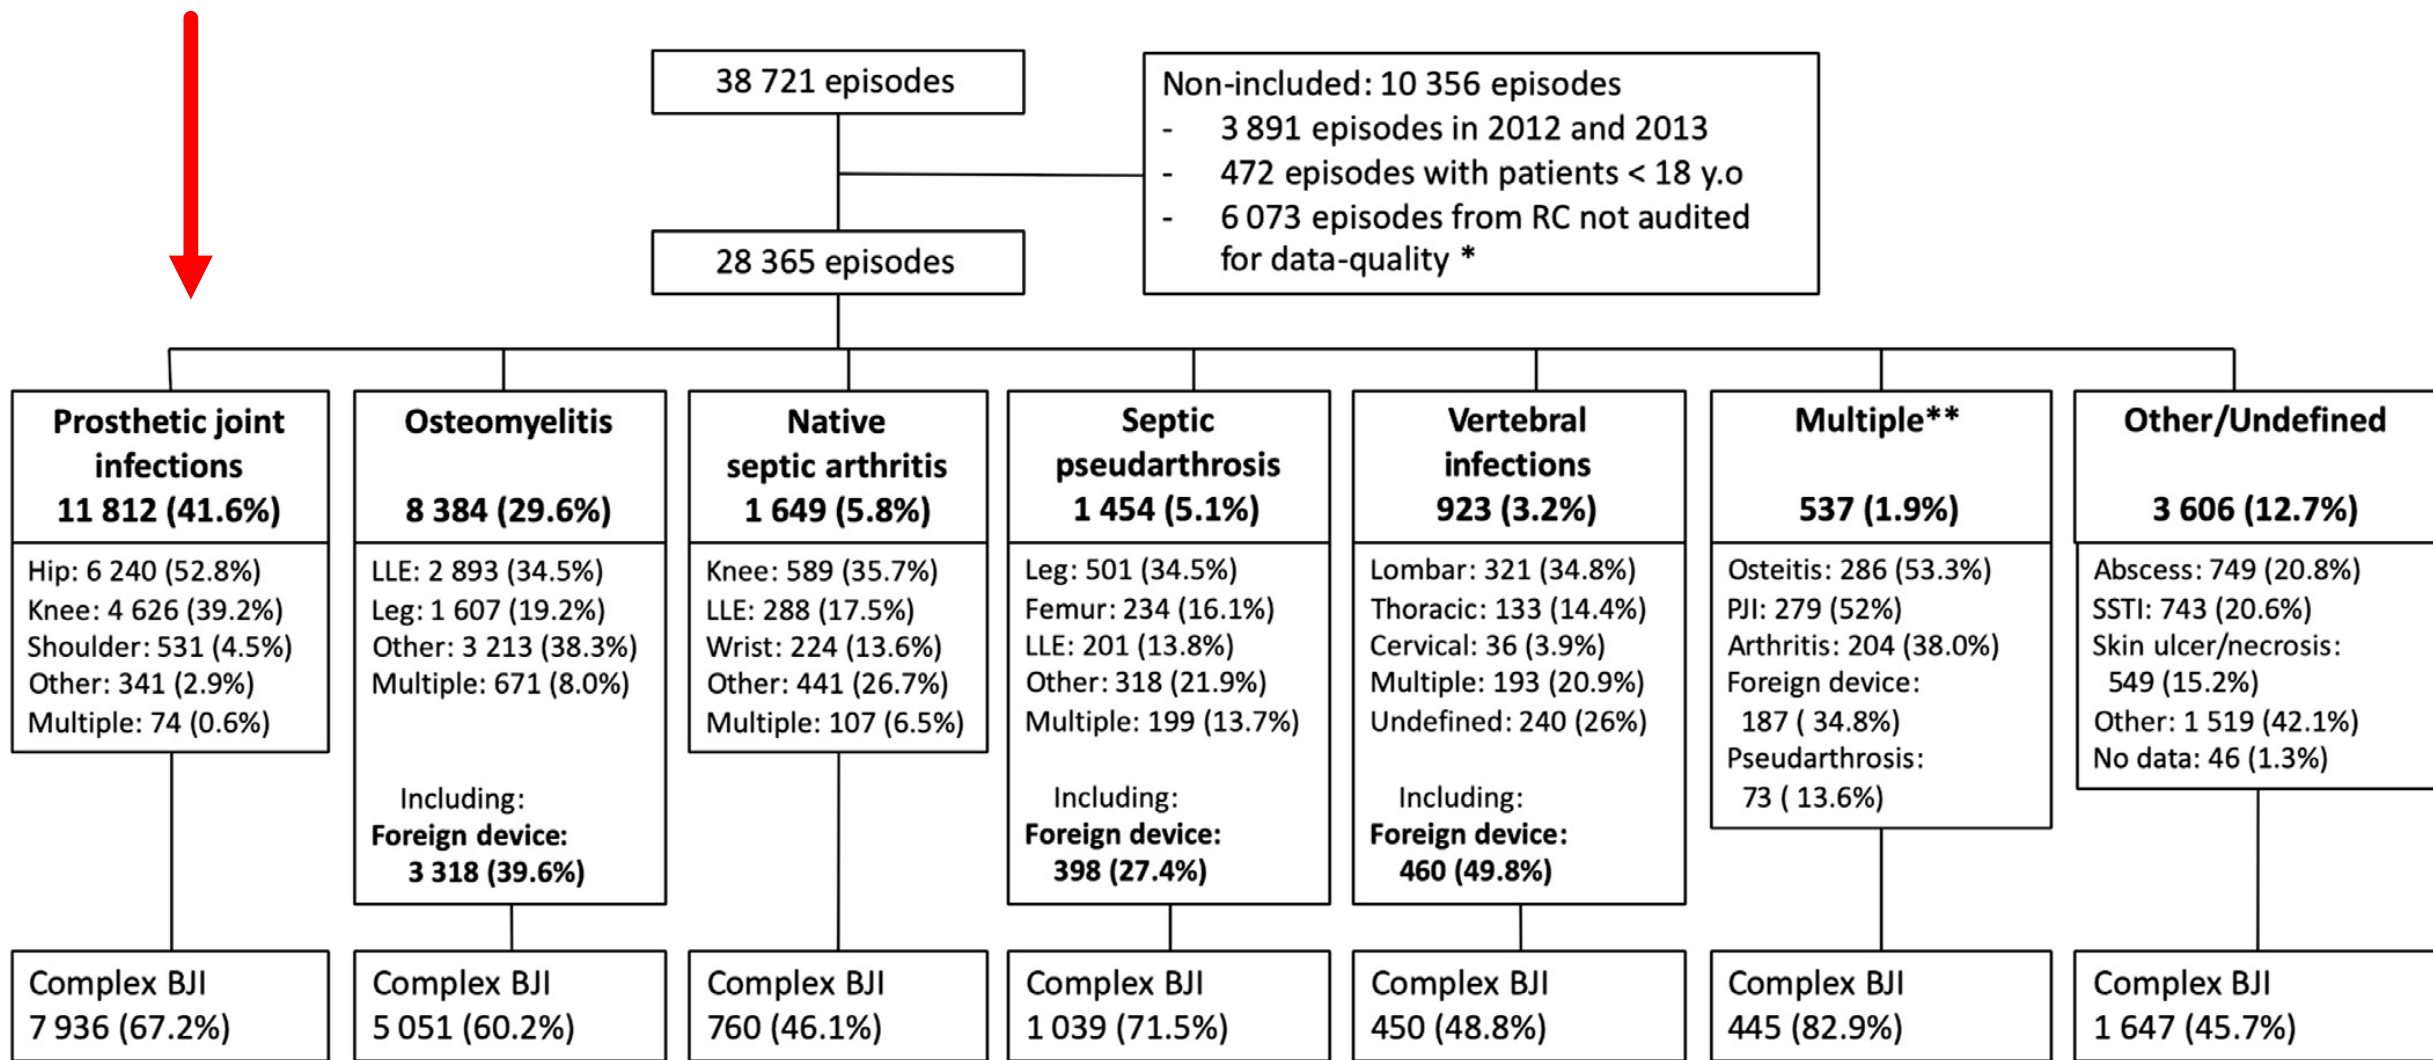 38 721 episodes
Non-included: 10 356 episodes
- 3 891 episodes in 2012 and 2013
- 472 episodes with patients < 18 y.o
- 6 073 episodes from RC not audited
for data-quality *
28 365 episodes
Prosthetic joint
infections
11 812 (41.6%)
Hip: 6 240 (52.8%)
Knee: 4 626 (39.2%)
Shoulder: 531 (4.5%)
Other: 341 (2.9%)
Multiple: 74 (0.6%)
Complex BJI
7 936 (67.2%)
Osteomyelitis
8 384 (29.6%)
LLE: 2 893 (34.5%)
Leg: 1 607 (19.2%)
Other: 3 213 (38.3%)
Multiple: 671 (8.0%)
Including:
Foreign device:
3 318 (39.6%)
Complex BJI
5 051 (60.2%)
Native
septic arthritis
1 649 (5.8%)
Knee: 589 (35.7%)
LLE: 288 (17.5%)
Wrist: 224 (13.6%)
Other: 441 (26.7%)
Multiple: 107 (6.5%)
Complex BJI
760 (46.1%)
Septic
pseudarthrosis
1 454 (5.1%)
Leg: 501 (34.5%)
Femur: 234 (16.1%)
LLE: 201 (13.8%)
Other: 318 (21.9%)
Multiple: 199 (13.7%)
Including:
Foreign device:
398 (27.4%)
Complex BJI
1 039 (71.5%)
Vertebral
infections
923 (3.2%)
Lombar: 321 (34.8%)
Thoracic: 133 (14.4%)
Cervical: 36 (3.9%)
Multiple: 193 (20.9%)
Undefined: 240 (26%)
Including:
Foreign device:
460 (49.8%)
Complex BJI
450 (48.8%)
Multiple**
537 (1.9%)
Osteitis: 286 (53.3%)
PJI: 279 (52%)
Arthritis: 204 (38.0%)
Foreign device:
187 ( 34.8%)
Pseudarthrosis:
73 ( 13.6%)
Complex BJI
445 (82.9%)
Other/Undefined
3 606 (12.7%)
Abscess: 749 (20.8%)
SSTI: 743 (20.6%)
Skin ulcer/necrosis:
549 (15.2%)
Other: 1 519 (42.1%)
No data: 46 (1.3%)
Complex BJI
1 647 (45.7%)